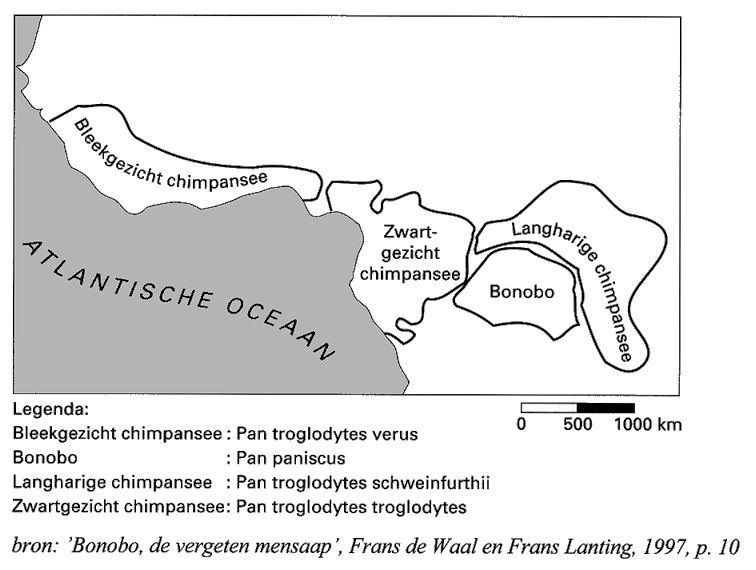 Bleekgezicht chimpansee
Zwart-
gezicht
chimpansee
Langharige chimpansee
Bonobo
ATLANTISCHE OCEAAN
Legenda:
Bleekgezicht chimpansee : Pan troglodytes verus
Bonobo : Pan paniscus
Langharige chimpansee : Pan troglodytes schweinfurthii
Zwartgezicht chimpansee: Pan troglodytes troglodytes
0 500 1000 km
bron: ’Bonobo, de vergeten mensaap’, Frans de Waal en Frans Lanting, 1997, p. 10